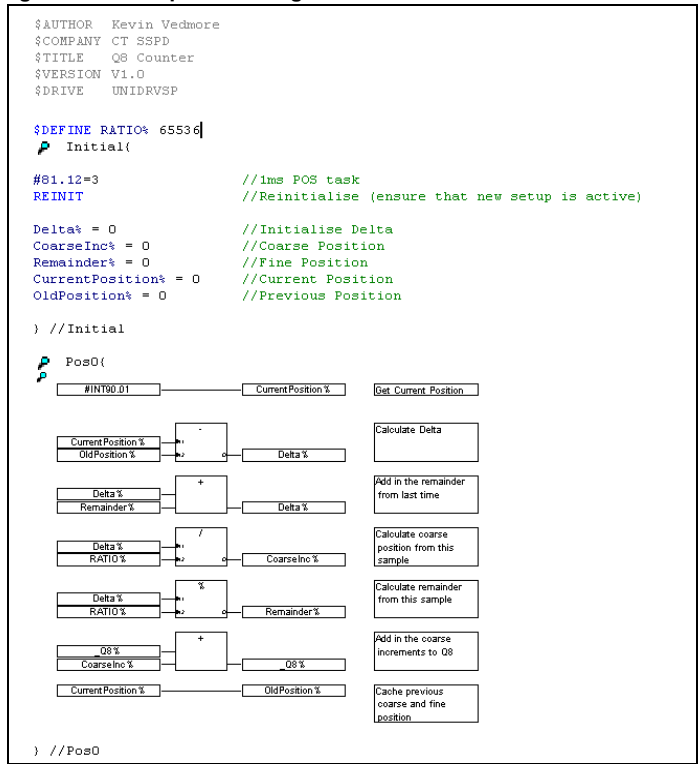 $AUTHOR Kevin Vedmore
$COMPANY CT SSPD
$TITLE Q8 Counter
$VERSION V1.0
$DRIVE UNIDRVSP
$DEFINE RATIO% 65536
Initial{
#81.12=3 //1ms POS task
REINIT //Reinitialise (ensure that new setup is active)
Delta% = 0 //Initialise Delta
CoarseInc% = 0 //Coarse Position
Remainder% = 0 //Fine Position
CurrentPosition% = 0 //Current Position
OldPosition% = 0 //Previous Position
} //Initial
Pos0{
#INT90.01 CurrentPosition% Get Current Position
- Calculate Delta
CurrentPosition%
OldPosition% Delta%
+ Add in the remainder
from last time
Delta%
Remainder% Delta%
/ Calculate coarse
position from this
sample
Delta%
RATIO% CoarseInc%
% Calculate remainder
from this sample
Delta%
RATIO% Remainder%
+ Add in the coarse
increments to Q8
_Q8%
CoarseInc% _Q8%
CurrentPosition% OldPosition% Cache previous
coarse and fine
position
} //Pos0